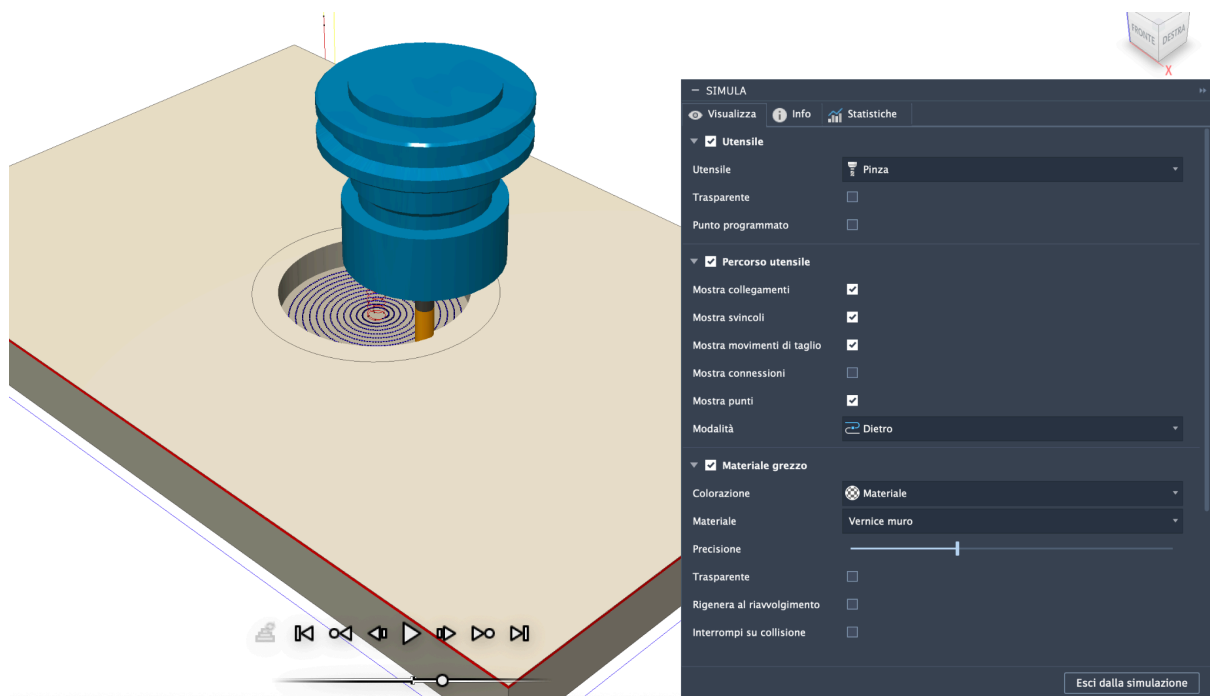 FRONTE
DESTRA
X
SIMULA
Visualizza
Info
Statistiche
Utensile
Utensile
Pinza
Trasparente
Punto programmato
Percorso utensile
Mostra collegamenti
Mostra svincoli
Mostra movimenti di taglio
Mostra connessioni
Mostra punti
Modalità
Dietro
Materiale grezzo
Colorazione
Materiale
Materiale
Vernice muro
Precisione
Trasparente
Rigenera al riavvolgimento
Interrompi su collisione
Esci dalla simulazione